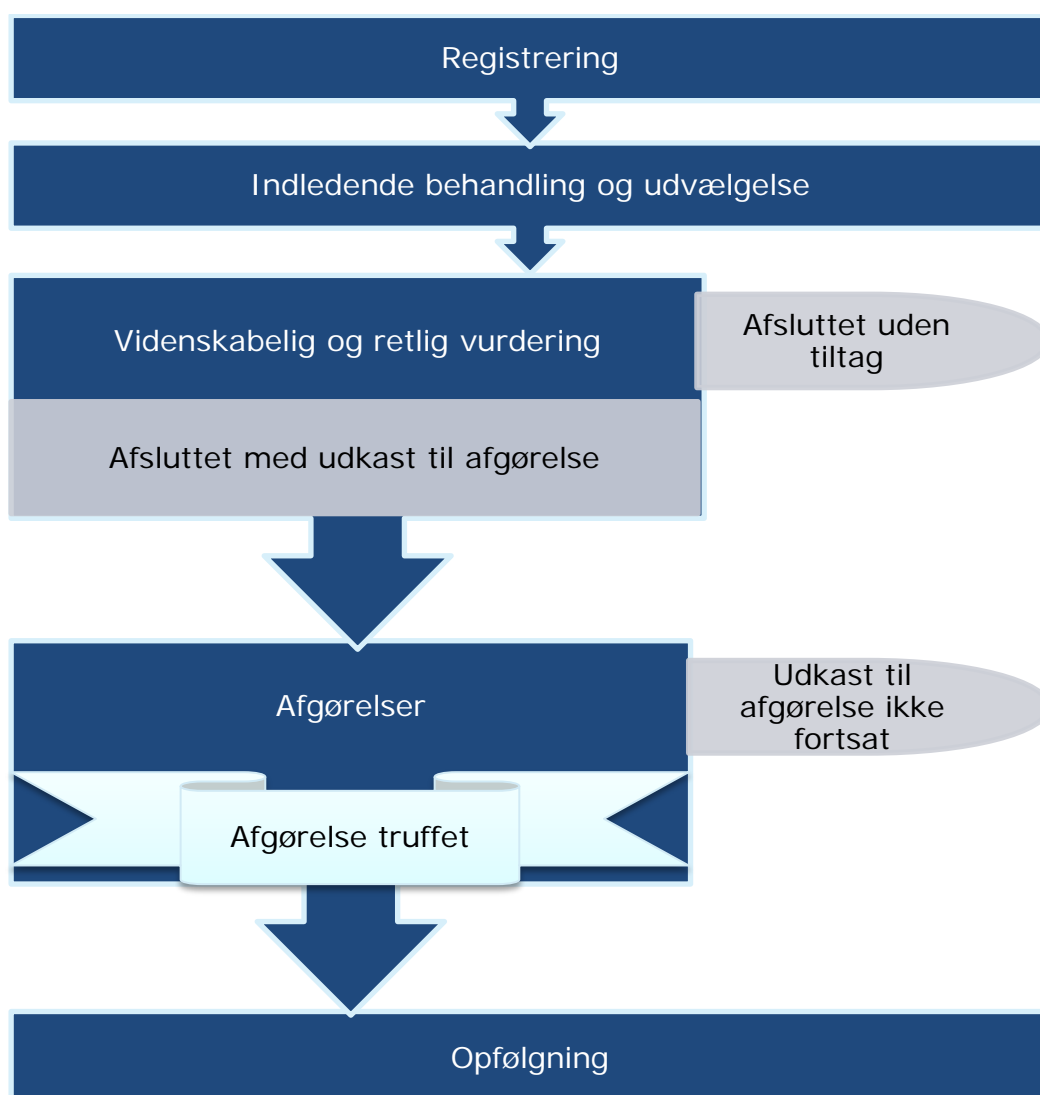 Registrering
Indledende behandling og udvælgelse
Videnskabelig og retlig vurdering
Afsluttet uden
tiltag
Afsluttet med udkast til afgørelse
Afgørelser
Udkast til
afgørelse ikke
fortsat
Afgørelse truffet
Opfølgning